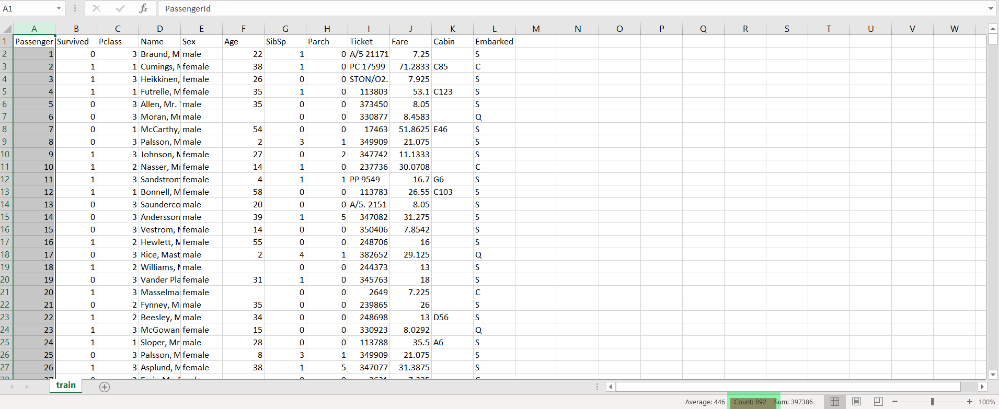 A1 fx PassengerId
A B C D E F G H I J K L M N O P Q R S T U V W
1 Passenger Survived Pclass Name Sex Age SibSp Parch Ticket Fare Cabin Embarked
2 1 0 3 Braund, M male 22 1 0 A/5 21171 7.25 S
3 2 1 1 Cumings, M female 38 1 0 PC 17599 71.2833 C85 C
4 3 1 3 Heikkinen, female 26 0 0 STON/O2. 7.925 S
5 4 1 1 Futrelle, M female 35 1 0 113803 53.1 C123 S
6 5 0 3 Allen, Mr. male 35 0 0 373450 8.05 S
7 6 0 3 Moran, Mr male 0 0 330877 8.4583 Q
8 7 0 1 McCarthy, male 54 0 0 17463 51.8625 E46 S
9 8 0 3 Palsson, M male 2 3 1 349909 21.075 S
10 9 1 3 Johnson, M female 27 0 2 347742 11.1333 S
11 10 1 2 Nasser, Mr female 14 1 0 237736 30.0708 C
12 11 1 3 Sandstrom female 4 1 1 PP 9549 16.7 G6 S
13 12 1 1 Bonnell, M female 58 0 0 113783 26.55 C103 S
14 13 0 3 Saunderco male 20 0 0 A/5. 2151 8.05 S
15 14 0 3 Andersson male 39 1 5 347082 31.275 S
16 15 0 3 Vestrom, M female 14 0 0 350406 7.8542 S
17 16 1 2 Hewlett, M female 55 0 0 248706 16 S
18 17 0 3 Rice, Mast male 2 4 1 382652 29.125 Q
19 18 1 2 Williams, M male 0 0 244373 13 S
20 19 0 3 Vander Pla female 31 1 0 345763 18 S
21 20 1 3 Masselma female 0 0 2649 7.225 C
22 21 0 2 Fynney, Mr male 35 0 0 239865 26 S
23 22 1 2 Beesley, M male 34 0 0 248698 13 D56 S
24 23 1 3 McGowan, female 15 0 0 330923 8.0292 Q
25 24 1 1 Sloper, Mr male 28 0 0 113788 35.5 A6 S
26 25 0 3 Palsson, M female 8 3 1 349909 21.075 S
27 26 1 3 Asplund, M female 38 1 5 347077 31.3875 S
28 27 0 3 Emir, Mr. male 0 0 2631 7.225 C
train
Average: 446 Count: 892 Sum: 397386 100%